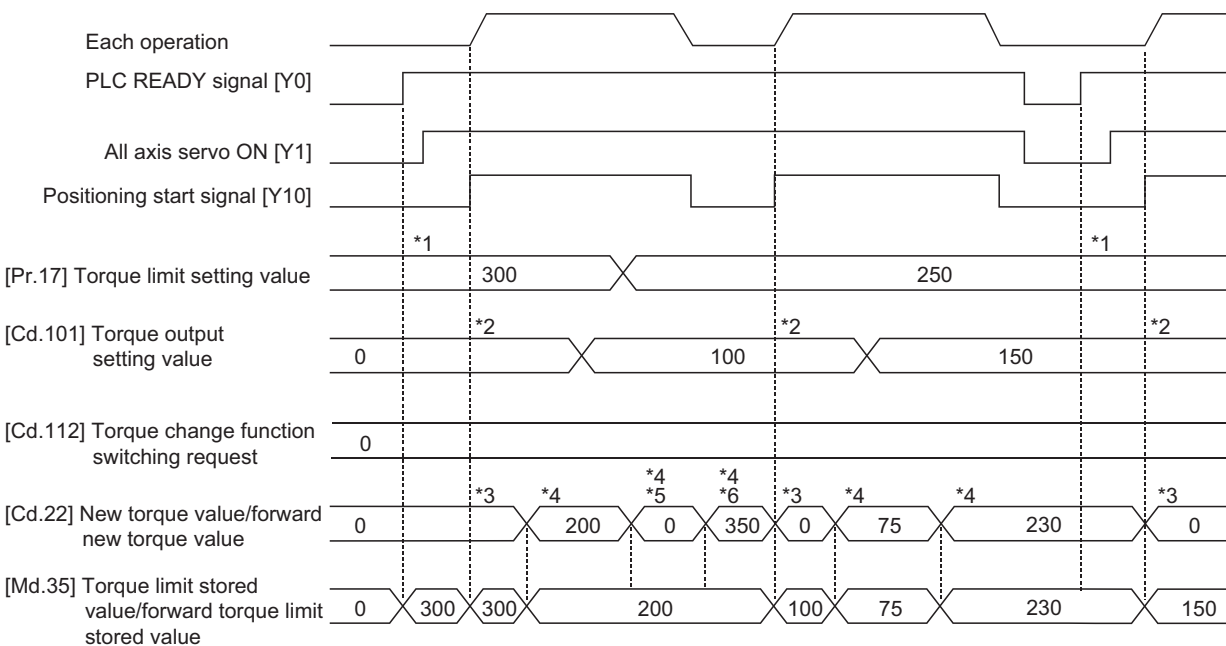 Each operation
PLC READY signal [Y0]
All axis servo ON [Y1]
Positioning start signal [Y10]
*1 *1
[Pr.17] Torque limit setting value 300 250
*2 *2 *2
[Cd.101] Torque output
setting value 0 100 150
[Cd.112] Torque change function
switching request 0
*4 *4
*3 *4 *5 *6 *3 *4 *4 *3
[Cd.22] New torque value/forward
new torque value 0 200 0 350 0 75 230 0
[Md.35] Torque limit stored
value/forward torque limit 0 300 300 200 100 75 230 150
stored value